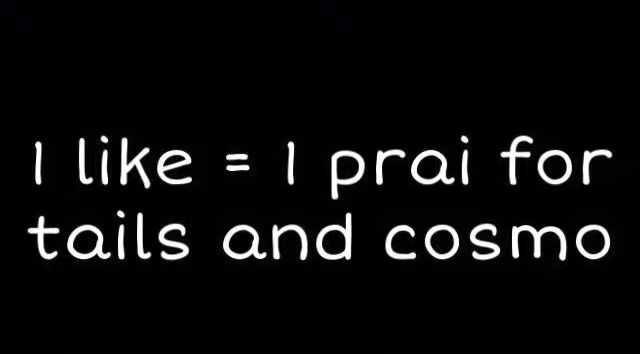 1 like = 1 prai for
tails and cosmo